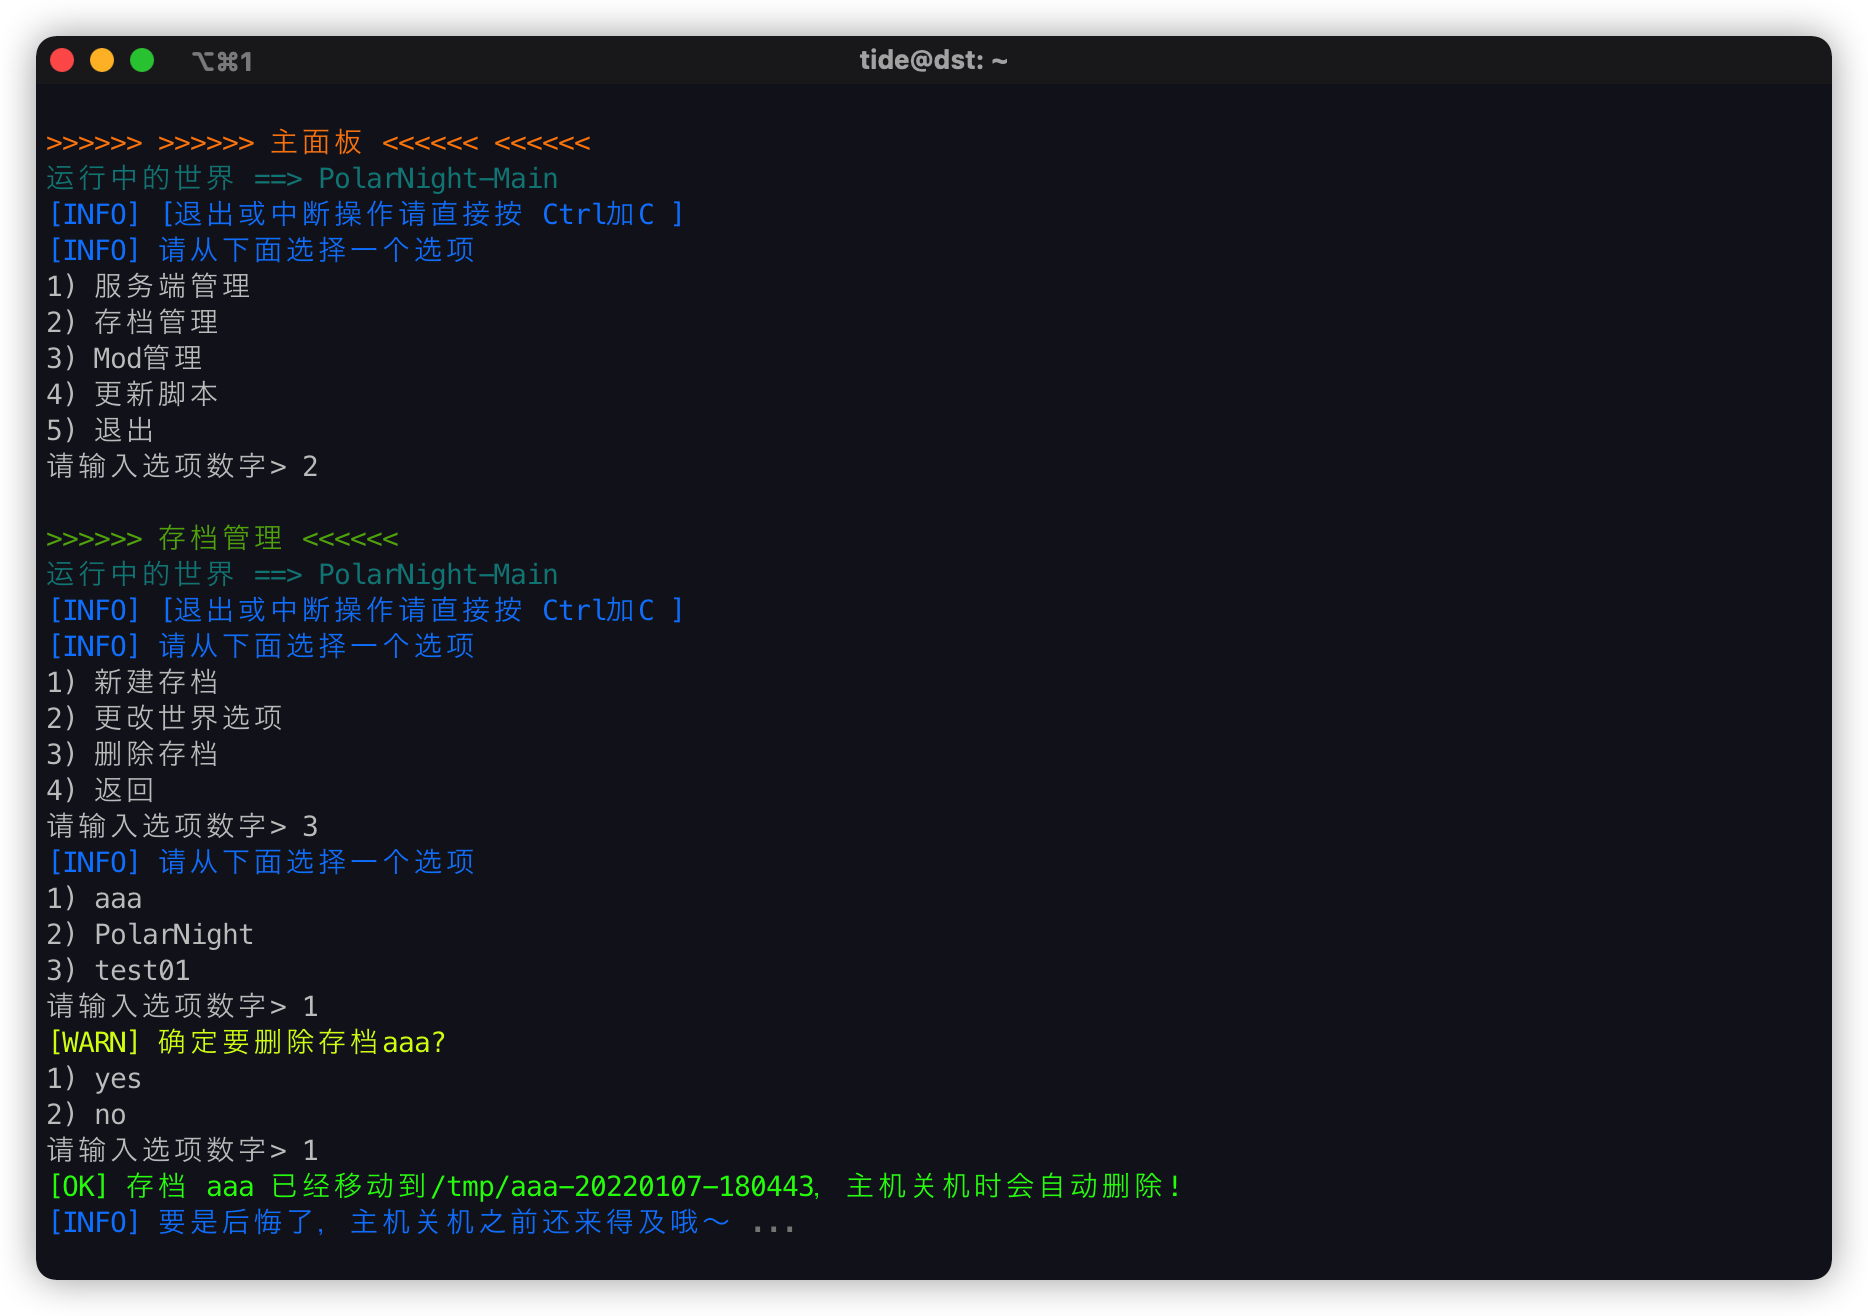 ⌥⌘1 tide@dst: ~
>>>>>> >>>>>> 主面板 <<<<<< <<<<<<
运行中的世界 ==> PolarNight-Main
[INFO] [退出或中断操作请直接按 Ctrl加C ]
[INFO] 请从下面选择一个选项
1) 服务端管理
2) 存档管理
3) Mod管理
4) 更新脚本
5) 退出
请输入选项数字> 2
>>>>>> 存档管理 <<<<<<
运行中的世界 ==> PolarNight-Main
[INFO] [退出或中断操作请直接按 Ctrl加C ]
[INFO] 请从下面选择一个选项
1) 新建存档
2) 更改世界选项
3) 删除存档
4) 返回
请输入选项数字> 3
[INFO] 请从下面选择一个选项
1) aaa
2) PolarNight
3) test01
请输入选项数字> 1
[WARN] 确定要删除存档aaa?
1) yes
2) no
请输入选项数字> 1
[OK] 存档 aaa 已经移动到/tmp/aaa-20220107-180443，主机关机时会自动删除!
[INFO] 要是后悔了，主机关机之前还来得及哦～ ...